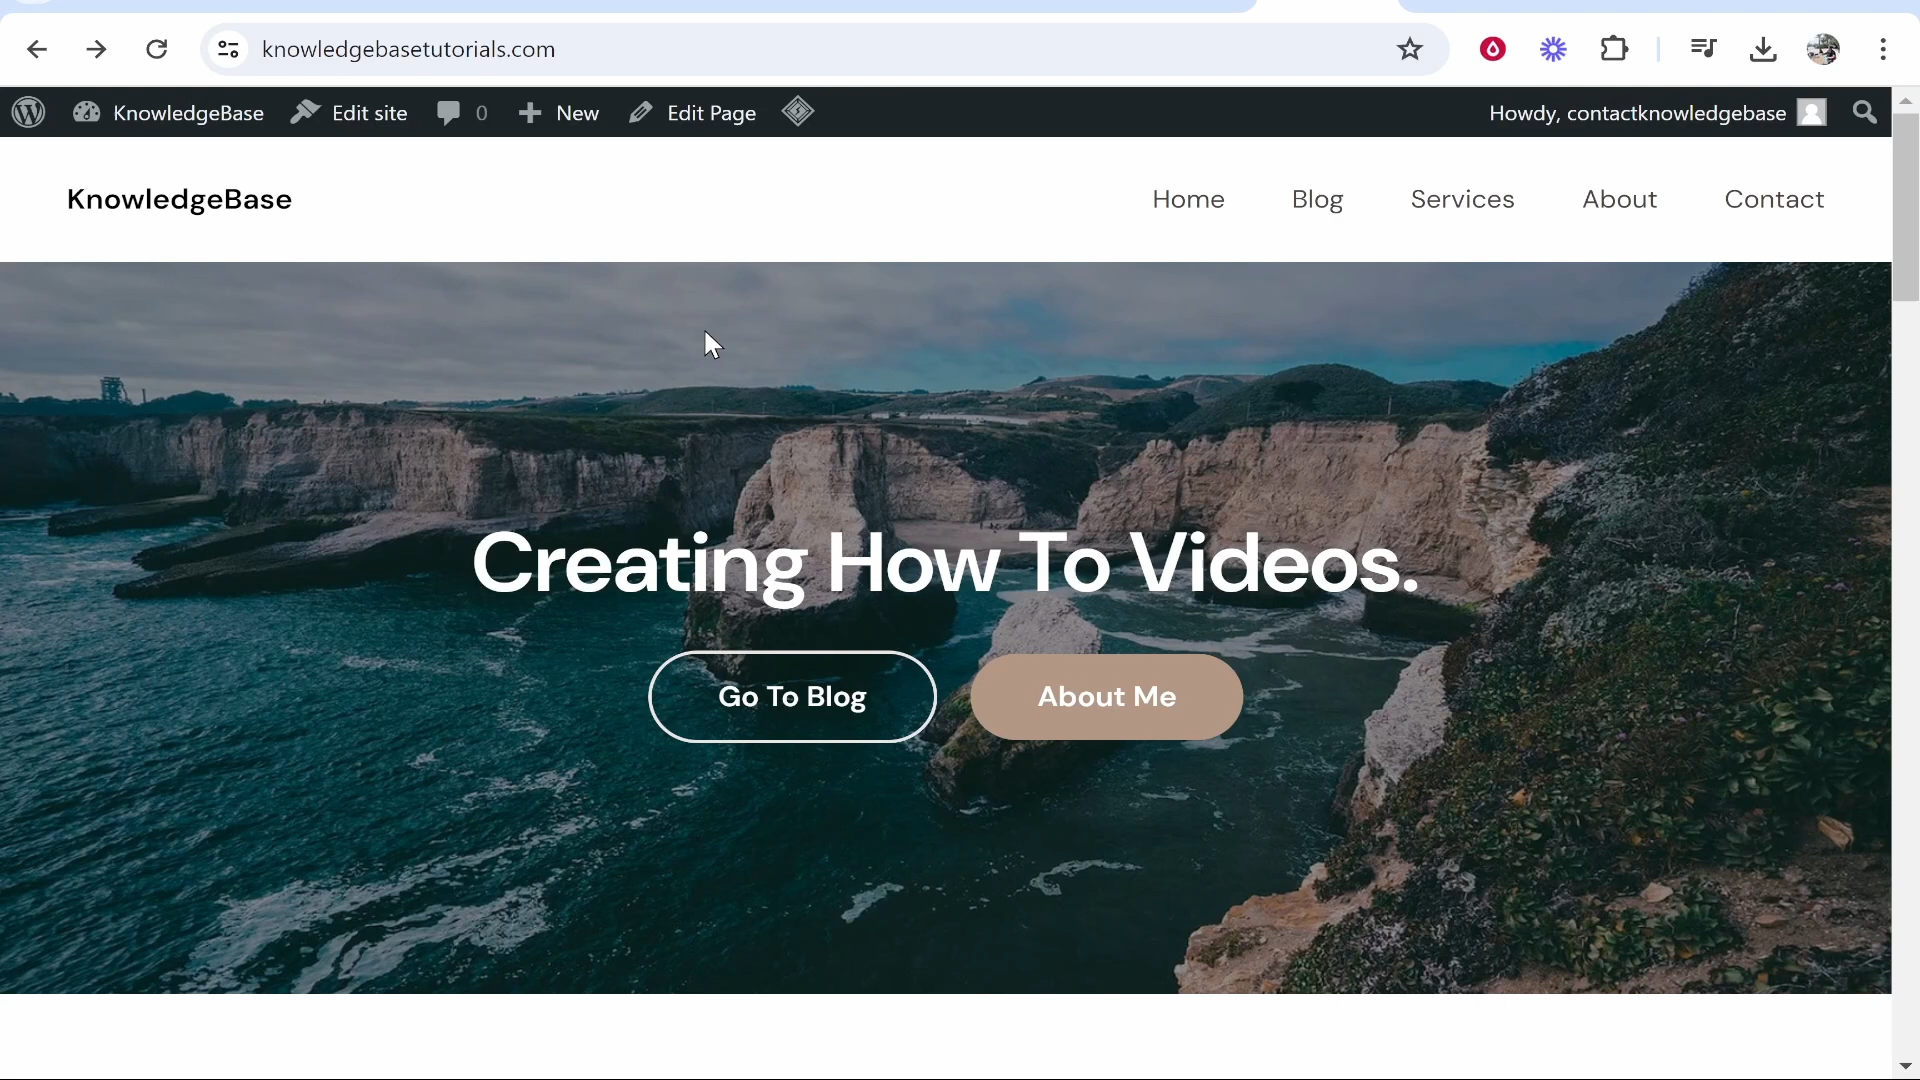 knowledgebasetutorials.com
KnowledgeBase Edit site 0 New Edit Page Howdy, contactknowledgebase
KnowledgeBase Home Blog Services About Contact
Creating How To Videos.
Go To Blog About Me